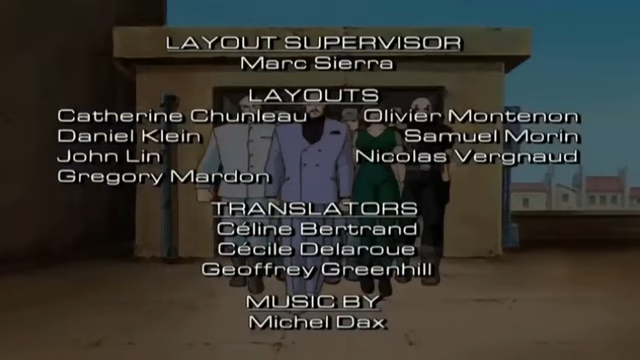 LAYOUT SUPERVISOR
Marc Sierra
LAYOUTS
Catherine Chunleau Olivier Montenon
Daniel Klein Samuel Morin
John Lin Nicolas Vergnaud
Gregory Mardon
TRANSLATORS
Céline Bertrand
Cécile Delaroue
Geoffrey Greenhill
MUSIC BY
Michel Dax